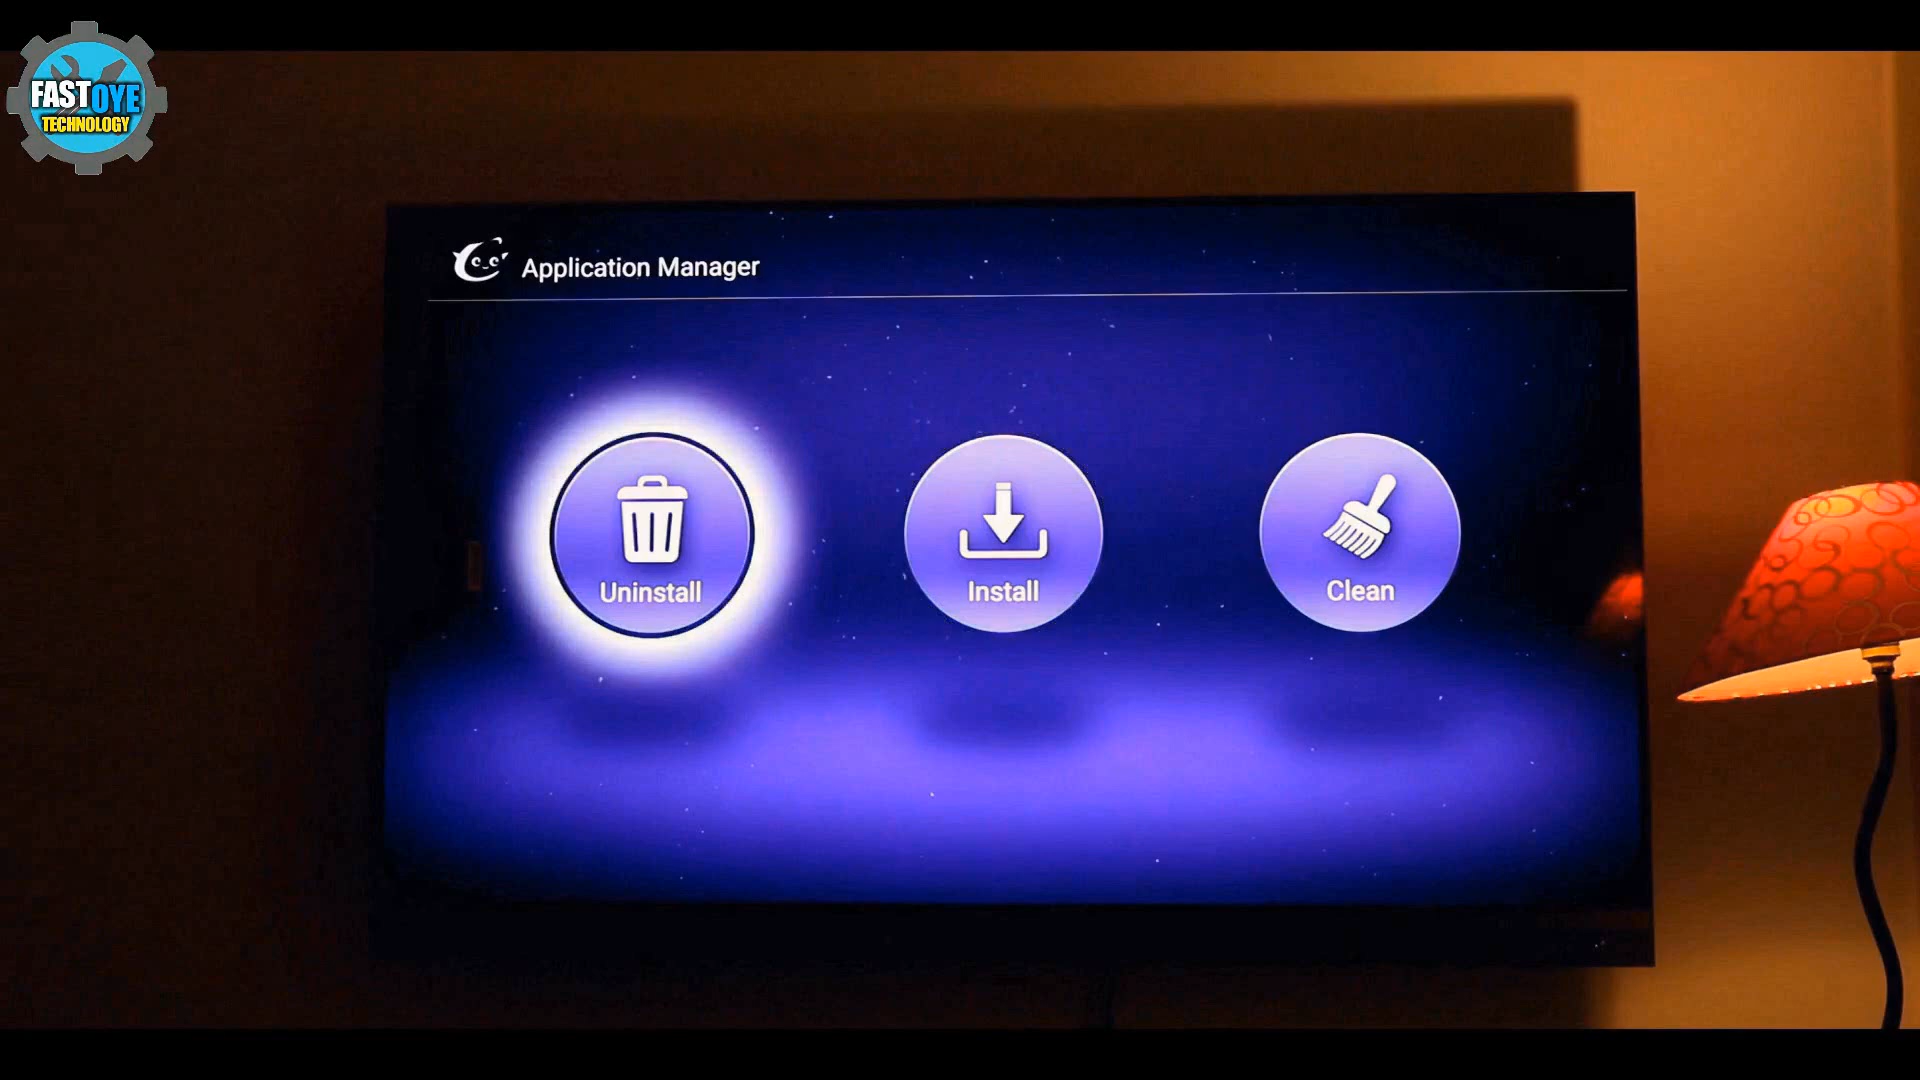 FAST OYE
TECHNOLOGY
Application Manager
Uninstall
Install
Clean